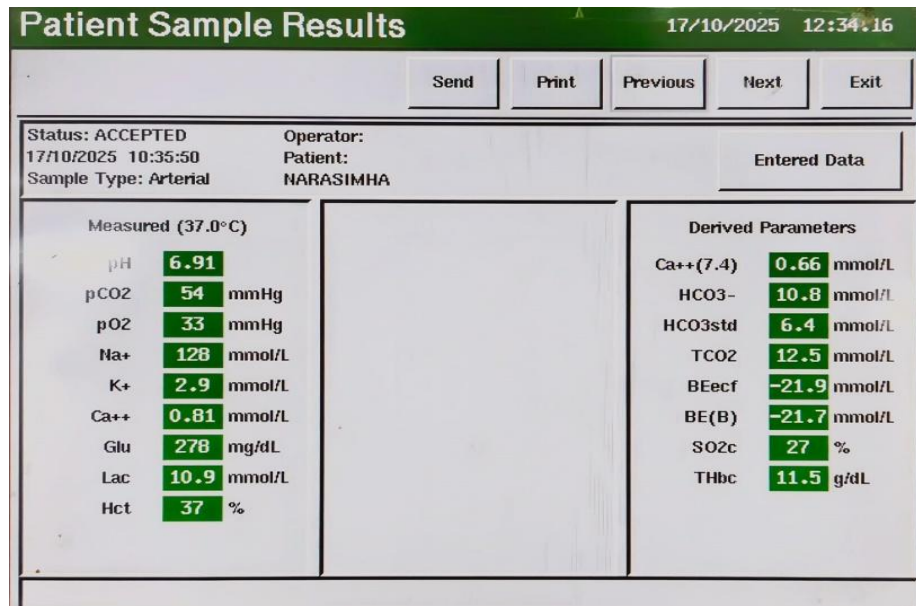 Patient Sample Results 17/10/2025 12:34:16
Send Print Previous Next Exit
Status: ACCEPTED
17/10/2025 10:35:50
Sample Type: Arterial
Operator:
Patient:
NARASIMHA
Entered Data
Measured (37.0°C)
pH 6.91
pCO2 54 mmHg
pO2 33 mmHg
Na+ 128 mmol/L
K+ 2.9 mmol/L
Ca++ 0.81 mmol/L
Glu 278 mg/dL
Lac 10.9 mmol/L
Hct 37 %
Derived Parameters
Ca++(7.4) 0.66 mmol/L
HCO3- 10.8 mmol/L
HCO3std 6.4 mmol/L
TCO2 12.5 mmol/L
BEecf -21.9 mmol/L
BE(B) -21.7 mmol/L
SO2c 27 %
THbc 11.5 g/dL